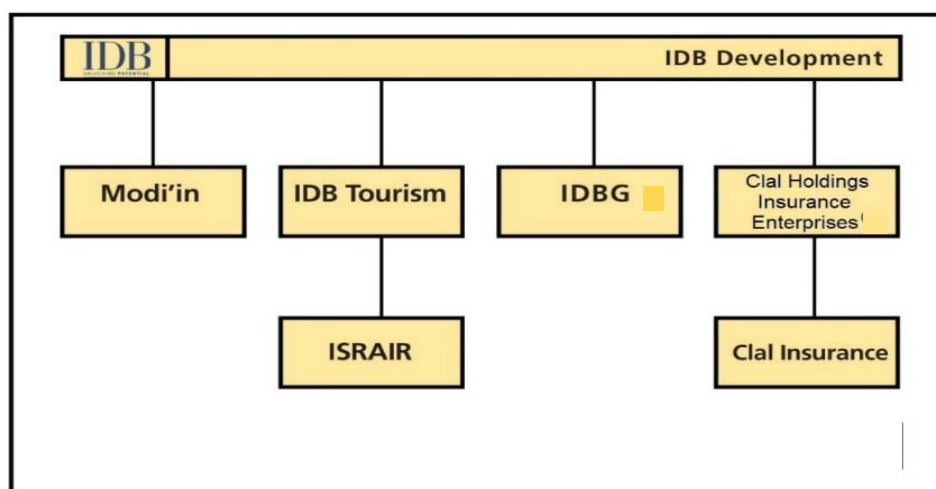 IDB
IDB Development
Modi'in
IDB Tourism
IDBG
Clal Holdings
Insurance
Enterprises
ISRAIR
Clal Insurance